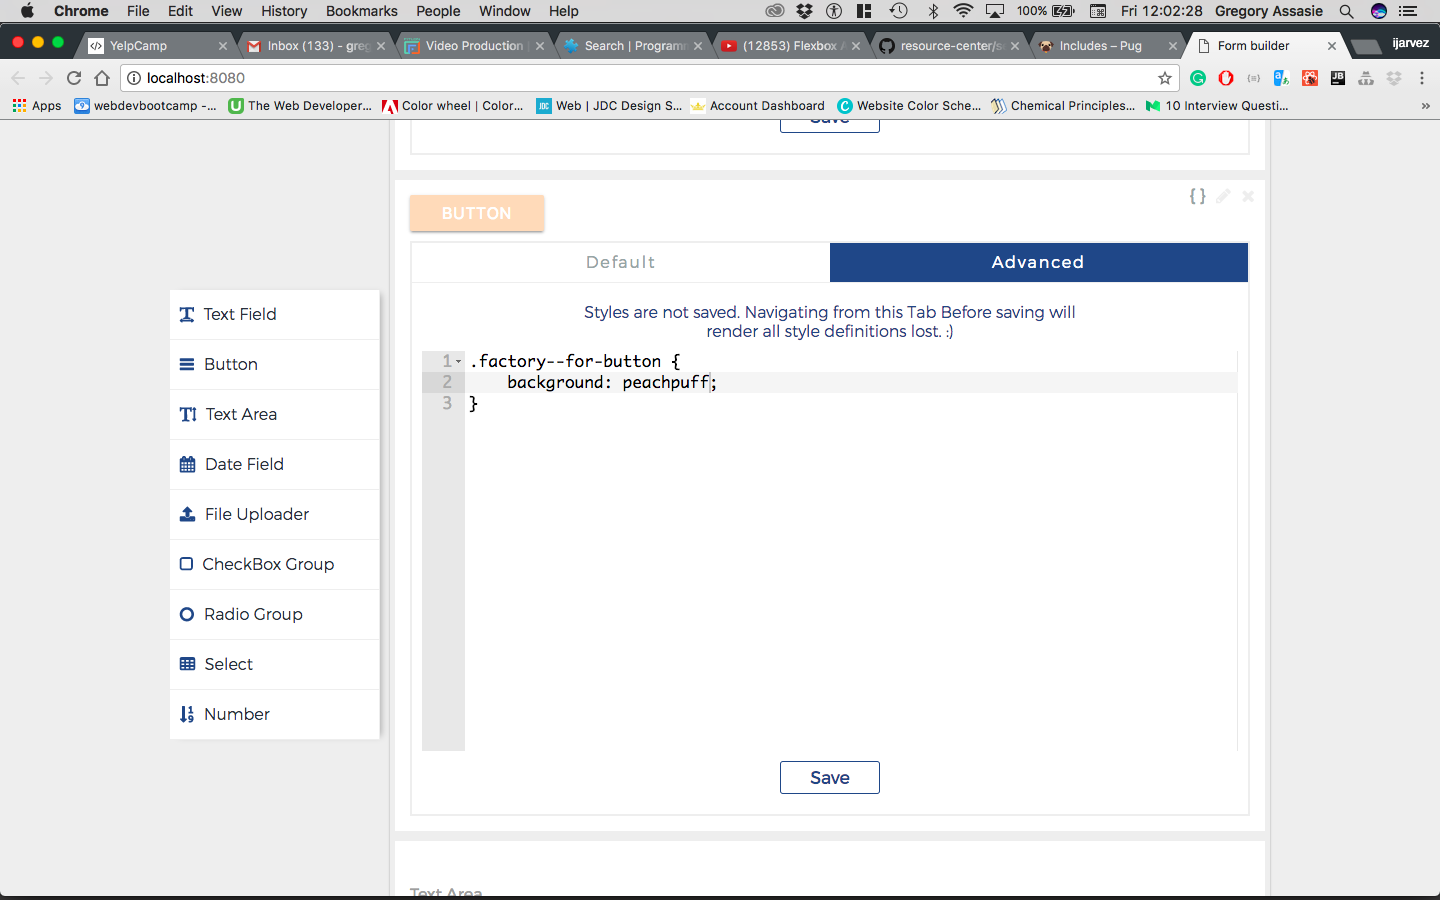 Chrome File Edit View History Bookmarks People Window Help 100% Fri 12:02:28 Gregory Assasie
YelpCamp Inbox (133) - greg Video Production Search | Program (12853) Flexbox resource-center/s Includes – Pug Form builder ijarvez
localhost:8080
Apps webdevbootcamp -... The Web Developer... Color wheel | Color... Web | JDC Design S... Account Dashboard Website Color Sche... Chemical Principles... 10 Interview Questi... »
Save
BUTTON
{ }
Default Advanced
Styles are not saved. Navigating from this Tab Before saving will
render all style definitions lost. :)
1 .factory--for-button {
2 background: peachpuff;
3 }
Save
Text Field
Button
Text Area
Date Field
File Uploader
CheckBox Group
Radio Group
Select
Number
Text Area